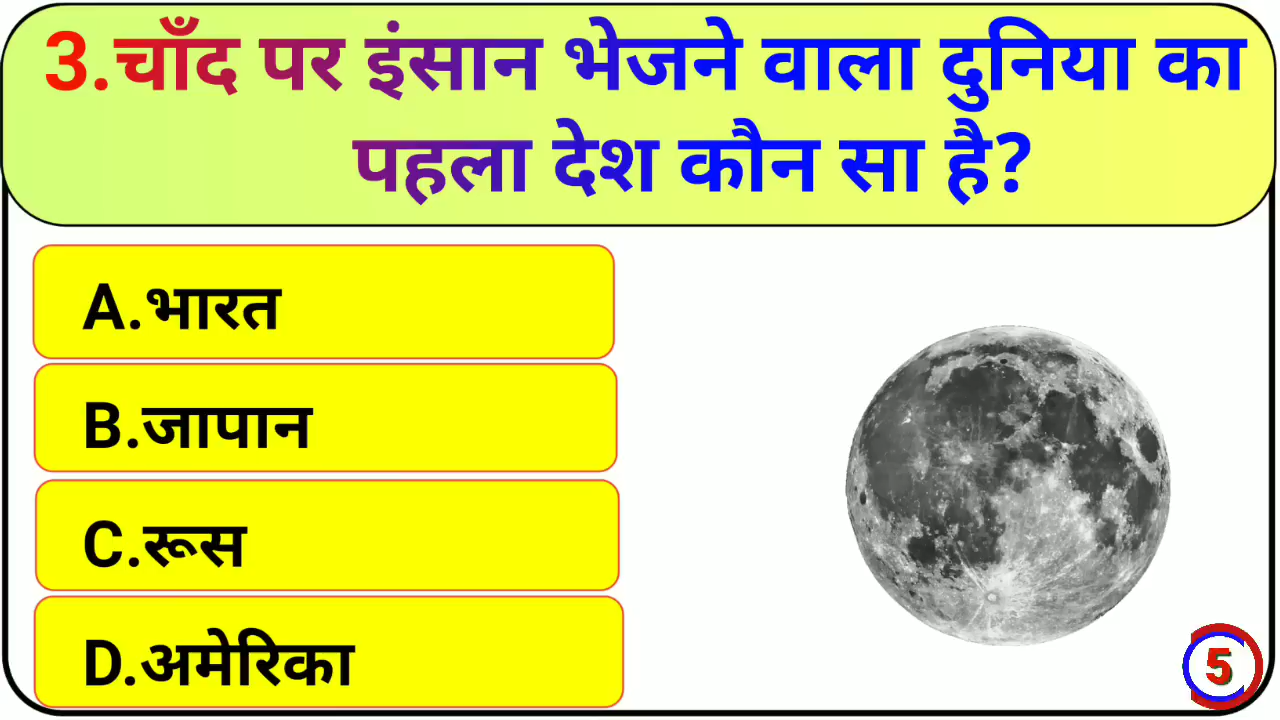 3.चाँद पर इंसान भेजने वाला दुनिया का
पहला देश कौन सा है?
A.भारत
B.जापान
C.रूस
D.अमेरिका
5